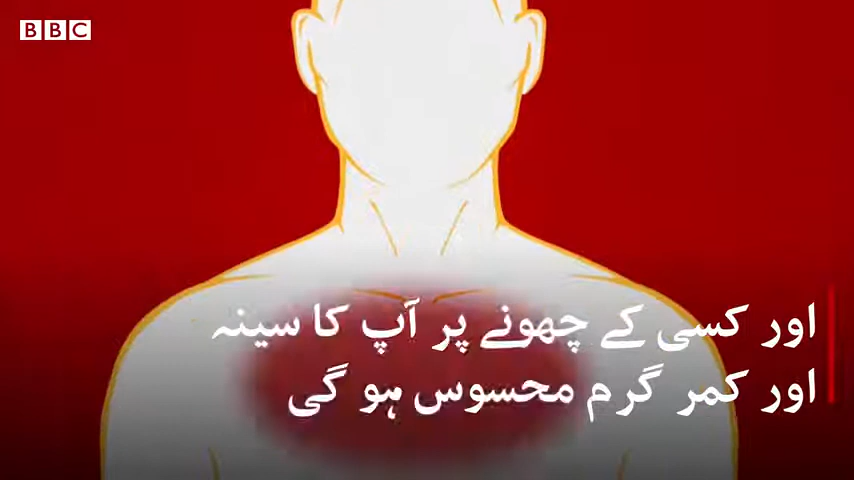 BBC
اور کسی کے چھونے پر آپ کا سینہ
اور کمر گرم محسوس ہو گی